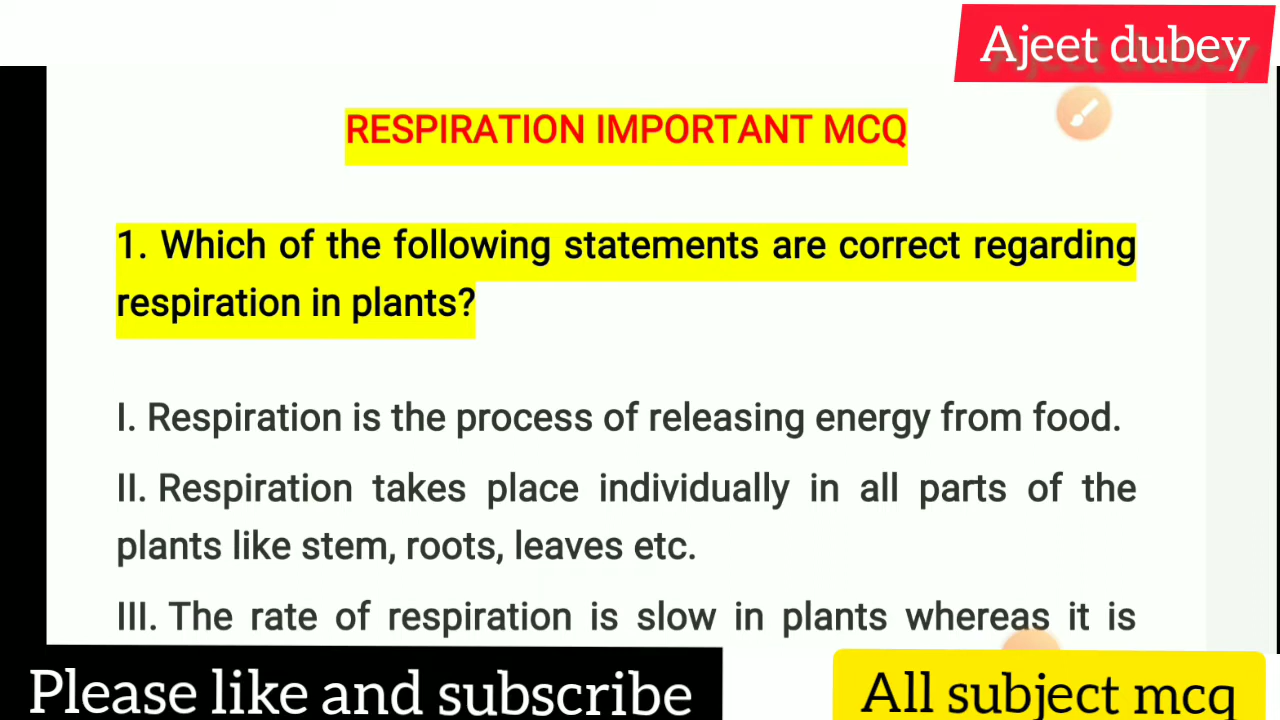 Ajeet dubey
RESPIRATION IMPORTANT MCQ
1. Which of the following statements are correct regarding
respiration in plants?
I. Respiration is the process of releasing energy from food.
II. Respiration takes place individually in all parts of the
plants like stem, roots, leaves etc.
III. The rate of respiration is slow in plants whereas it is
Please like and subscribe
All subject mcq